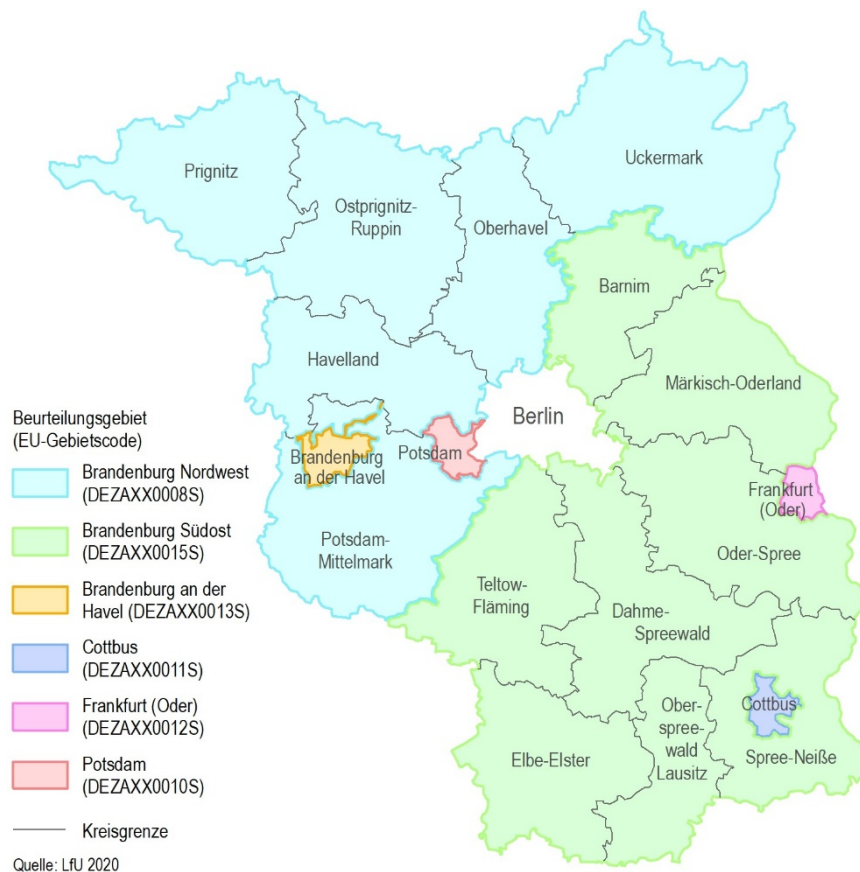 Prignitz
Ostprignitz-
Ruppin
Oberhavel
Uckermark
Barnim
Havelland
Märkisch-Oderland
Berlin
Brandenburg
an der Havel
Potsdam
Potsdam-
Mittelmark
Frankfurt
(Oder)
Oder-Spree
Teltow-
Fläming
Dahme-
Spreewald
Cottbus
Spree-Neiße
Ober-
spree-
wald
Lausitz
Elbe-Elster
Beurteilungsgebiet
(EU-Gebietscode)
Brandenburg Nordwest
(DEZAXX0008S)
Brandenburg Südost
(DEZAXX0015S)
Brandenburg an der
Havel (DEZAXX0013S)
Cottbus
(DEZAXX0011S)
Frankfurt (Oder)
(DEZAXX0012S)
Potsdam
(DEZAXX0010S)
Kreisgrenze
Quelle: LfU 2020